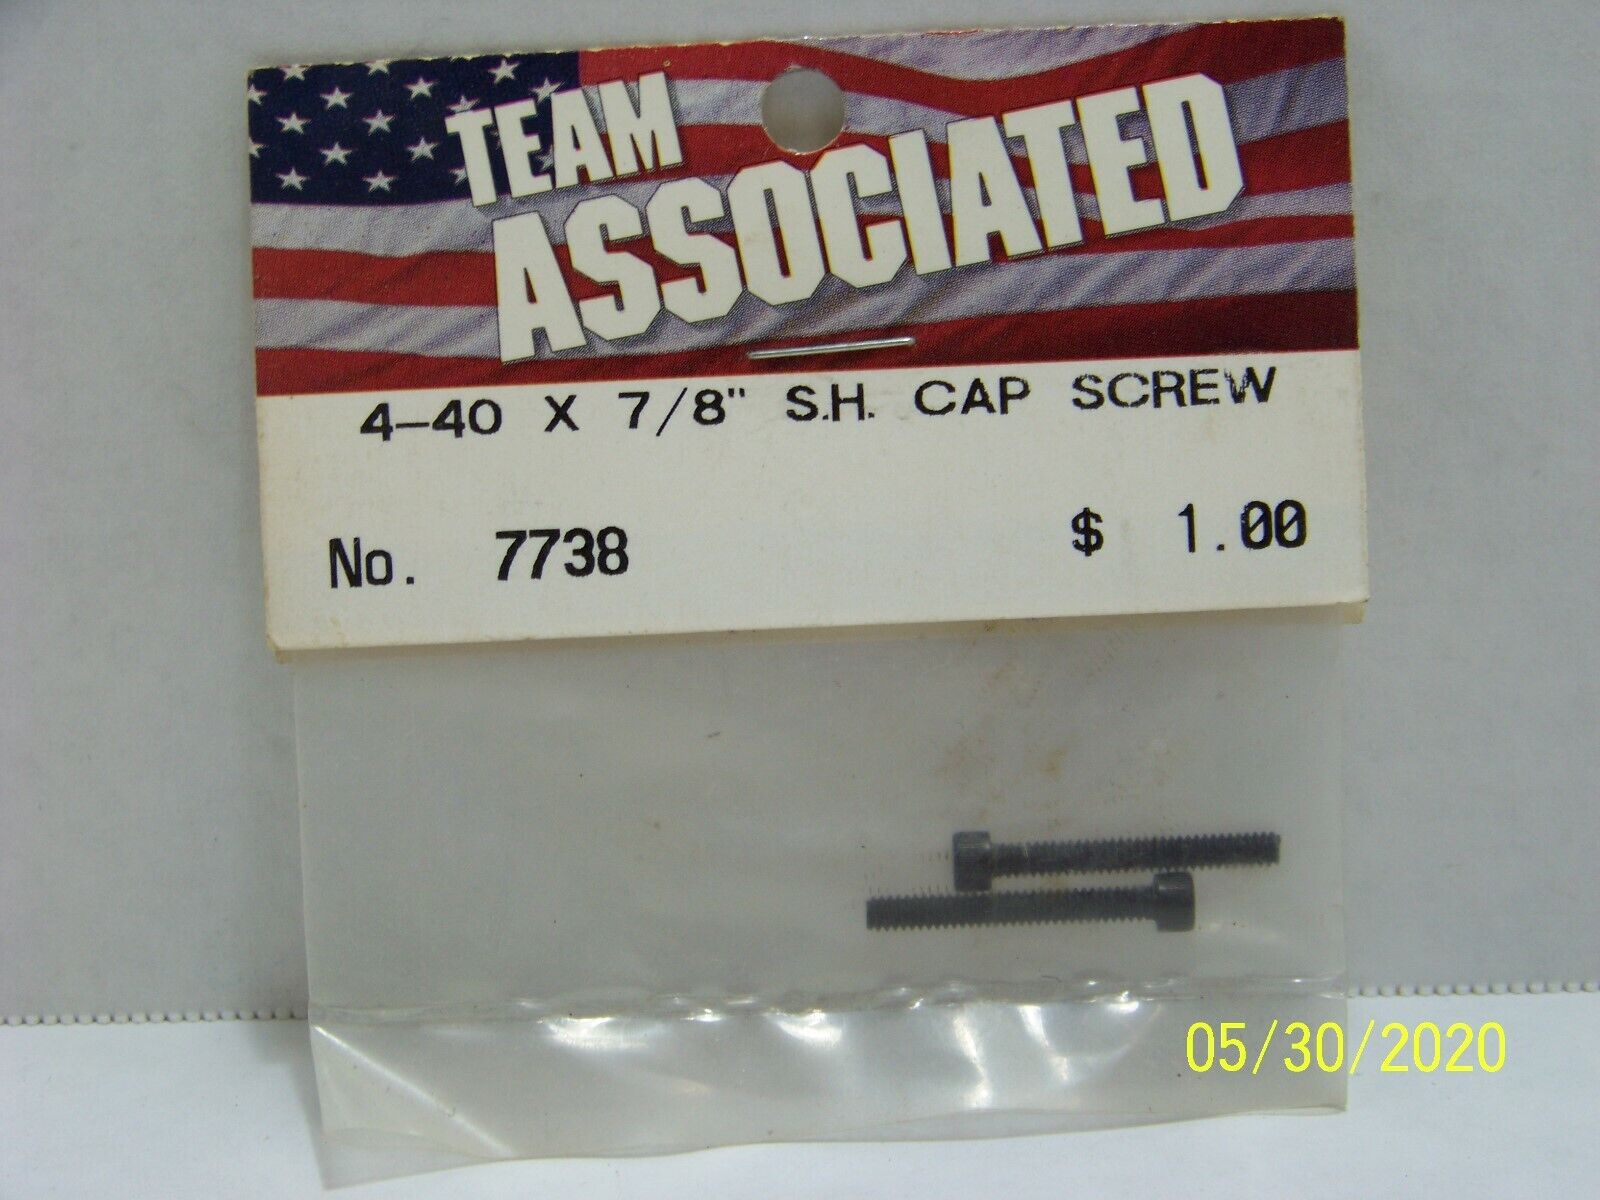 TEAM
ASSOCIATED
4-40 X 7/8" S.H. CAP SCREW
No. 7738 $ 1.00
05/30/2020